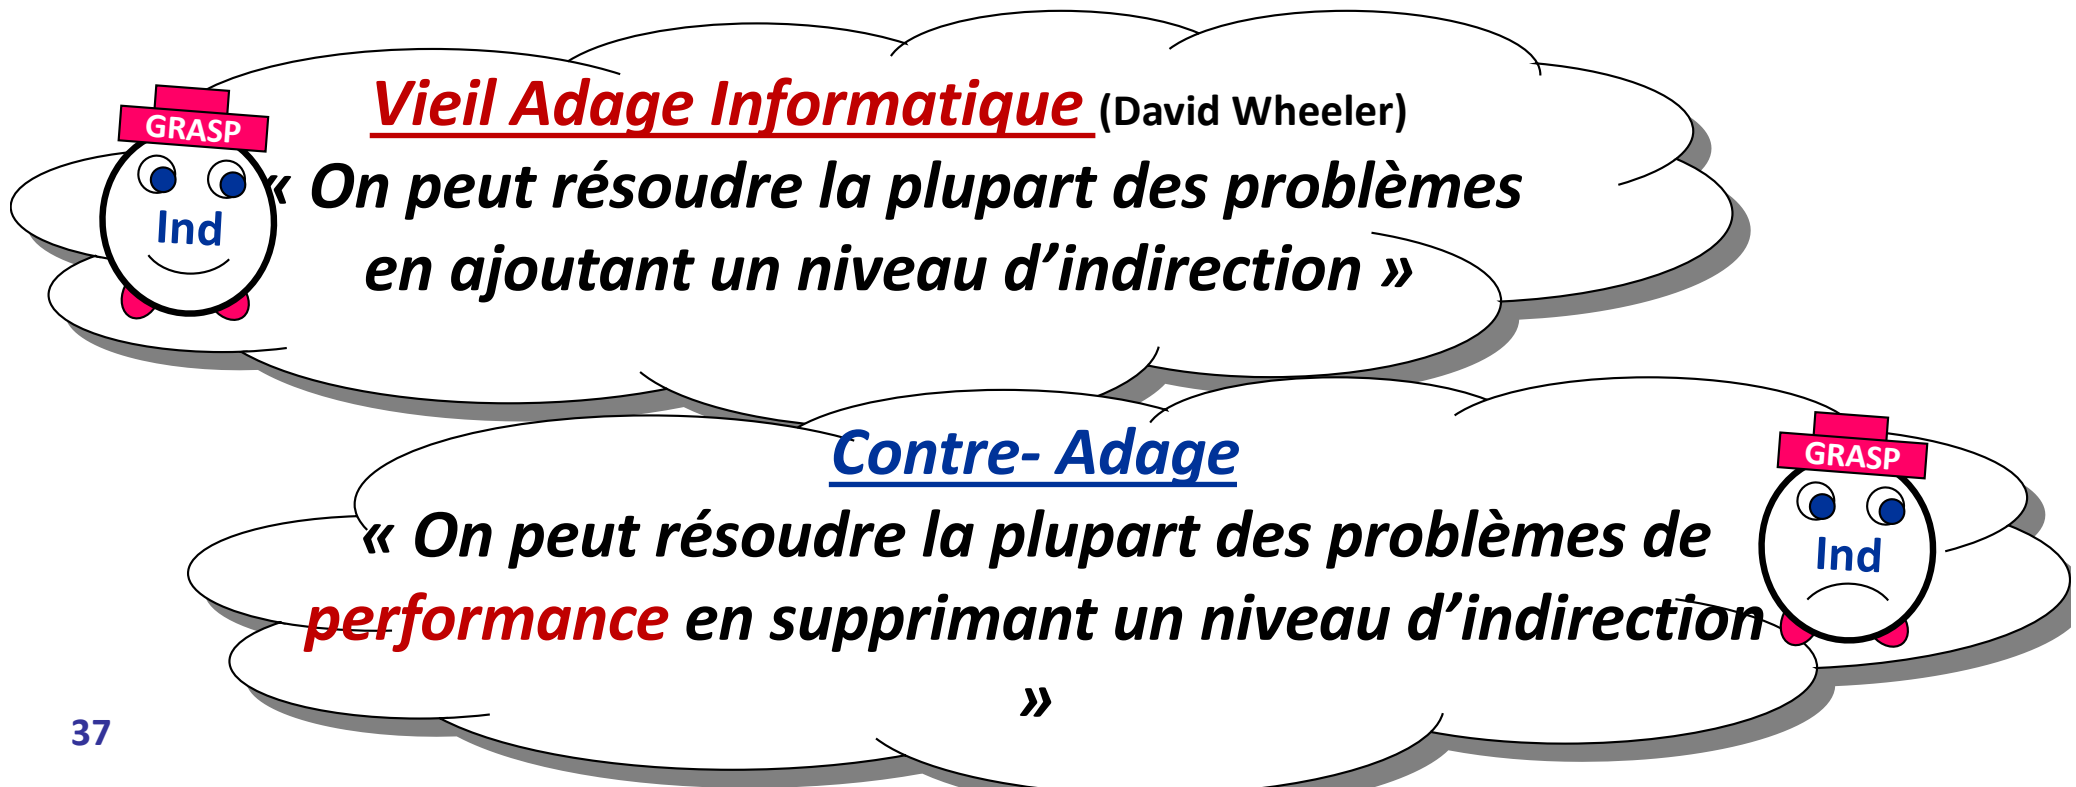 GRASP
Ind
Vieil Adage Informatique (David Wheeler)
« On peut résoudre la plupart des problèmes
en ajoutant un niveau d’indirection »
Contre- Adage
« On peut résoudre la plupart des problèmes de
performance en supprimant un niveau d’indirection
»
GRASP
Ind
37